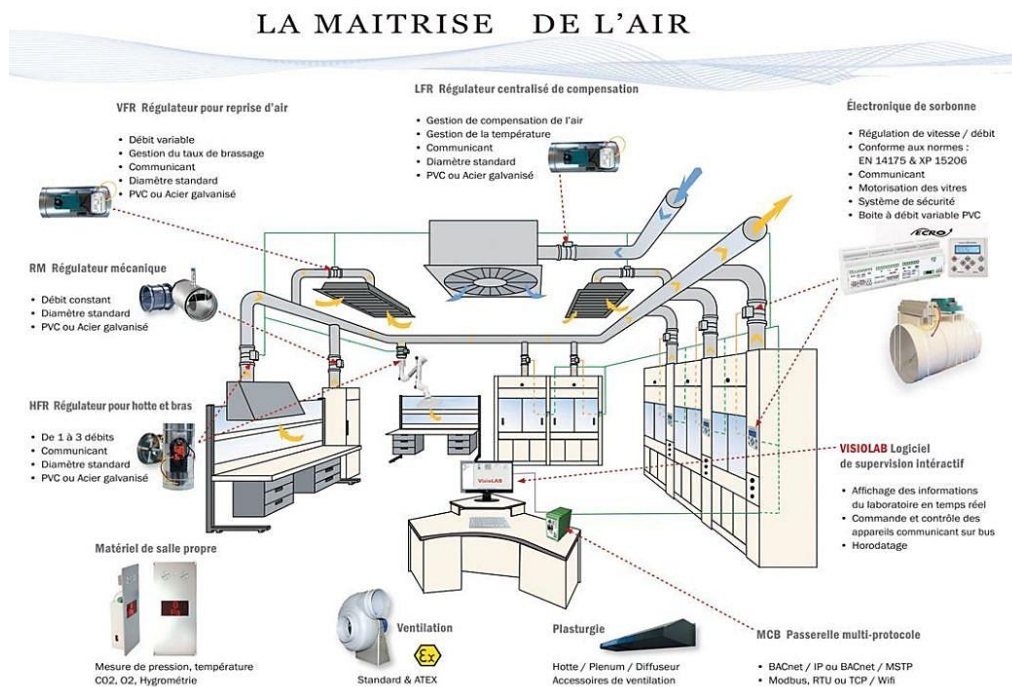 LA MAITRISE DE L'AIR
VFR Régulateur pour reprise d'air
• Débit variable
• Gestion du taux de brassage
• Communicant
• Diamètre standard
• PVC ou Acier galvanisé
LFR Régulateur centralisé de compensation
• Gestion de compensation de l'air
• Gestion de la température
• Communicant
• Diamètre standard
• PVC ou Acier galvanisé
Électronique de sorbonne
• Régulation de vitesse / débit
• Conforme aux normes :
EN 14175 & XP 15206
• Communicant
• Motorisation des vitres
• Système de sécurité
• Boite à débit variable PVC
ECRO
RM Régulateur mécanique
• Débit constant
• Diamètre standard
• PVC ou Acier galvanisé
HFR Régulateur pour hotte et bras
• De 1 à 3 débits
• Communicant
• Diamètre standard
• PVC ou Acier galvanisé
VisioLAB
VISIOLAB Logiciel
de supervision intéractif
• Affichage des informations
du laboratoire en temps réel
• Commande et contrôle des
appareils communicant sur bus
• Horodatage
Matériel de salle propre
Mesure de pression, température
CO2, O2, Hygrométrie
Ventilation
Ex
Standard & ATEX
Plasturgie
Hotte / Plenum / Diffuseur
Accessoires de ventilation
MCB Passerelle multi-protocole
• BACnet / IP ou BACnet / MSTP
• Modbus, RTU ou TCP / Wifi